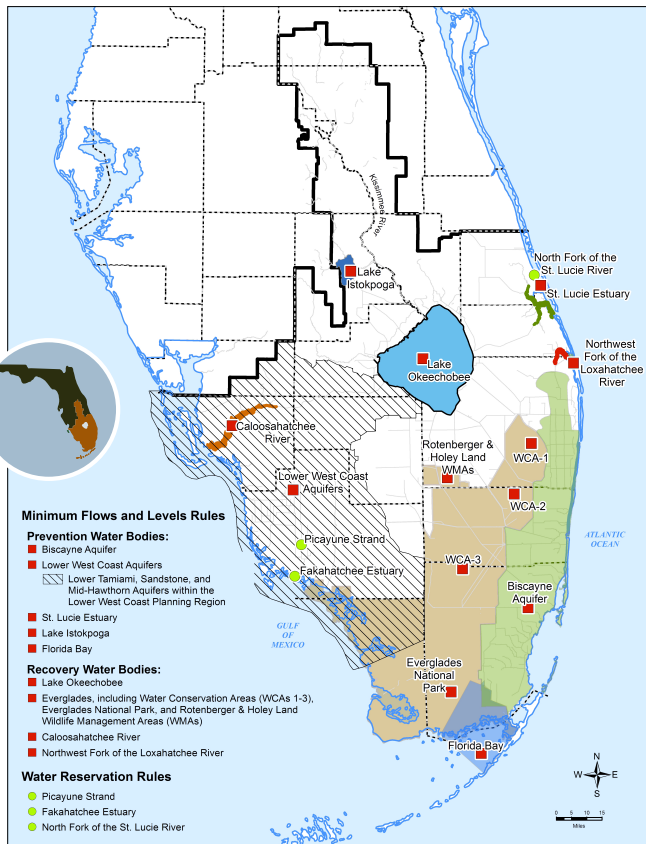 Kissimmee River
North Fork of the
St. Lucie River
St. Lucie Estuary
Lake
Istokpoga
Northwest
Fork of the
Loxahatchee
River
Lake
Okeechobee
Caloosahatchee
River
Rotenberger &
Holey Land
WMAs
WCA-1
Lower West Coast
Aquifers
WCA-2
Picayune Strand
ATLANTIC
OCEAN
WCA-3
Fakahatchee Estuary
Biscayne
Aquifer
GULF
OF
MEXICO
Everglades
National
Park
Florida Bay
Minimum Flows and Levels Rules
Prevention Water Bodies:
Biscayne Aquifer
Lower West Coast Aquifers
Lower Tamiami, Sandstone, and
Mid-Hawthorn Aquifers within the
Lower West Coast Planning Region
St. Lucie Estuary
Lake Istokpoga
Florida Bay
Recovery Water Bodies:
Lake Okeechobee
Everglades, including Water Conservation Areas (WCAs 1-3),
Everglades National Park, and Rotenberger & Holey Land
Wildlife Management Areas (WMAs)
Caloosahatchee River
Northwest Fork of the Loxahatchee River
Water Reservation Rules
Picayune Strand
Fakahatchee Estuary
North Fork of the St. Lucie River
N
W E
S
0 5 10 15
Miles